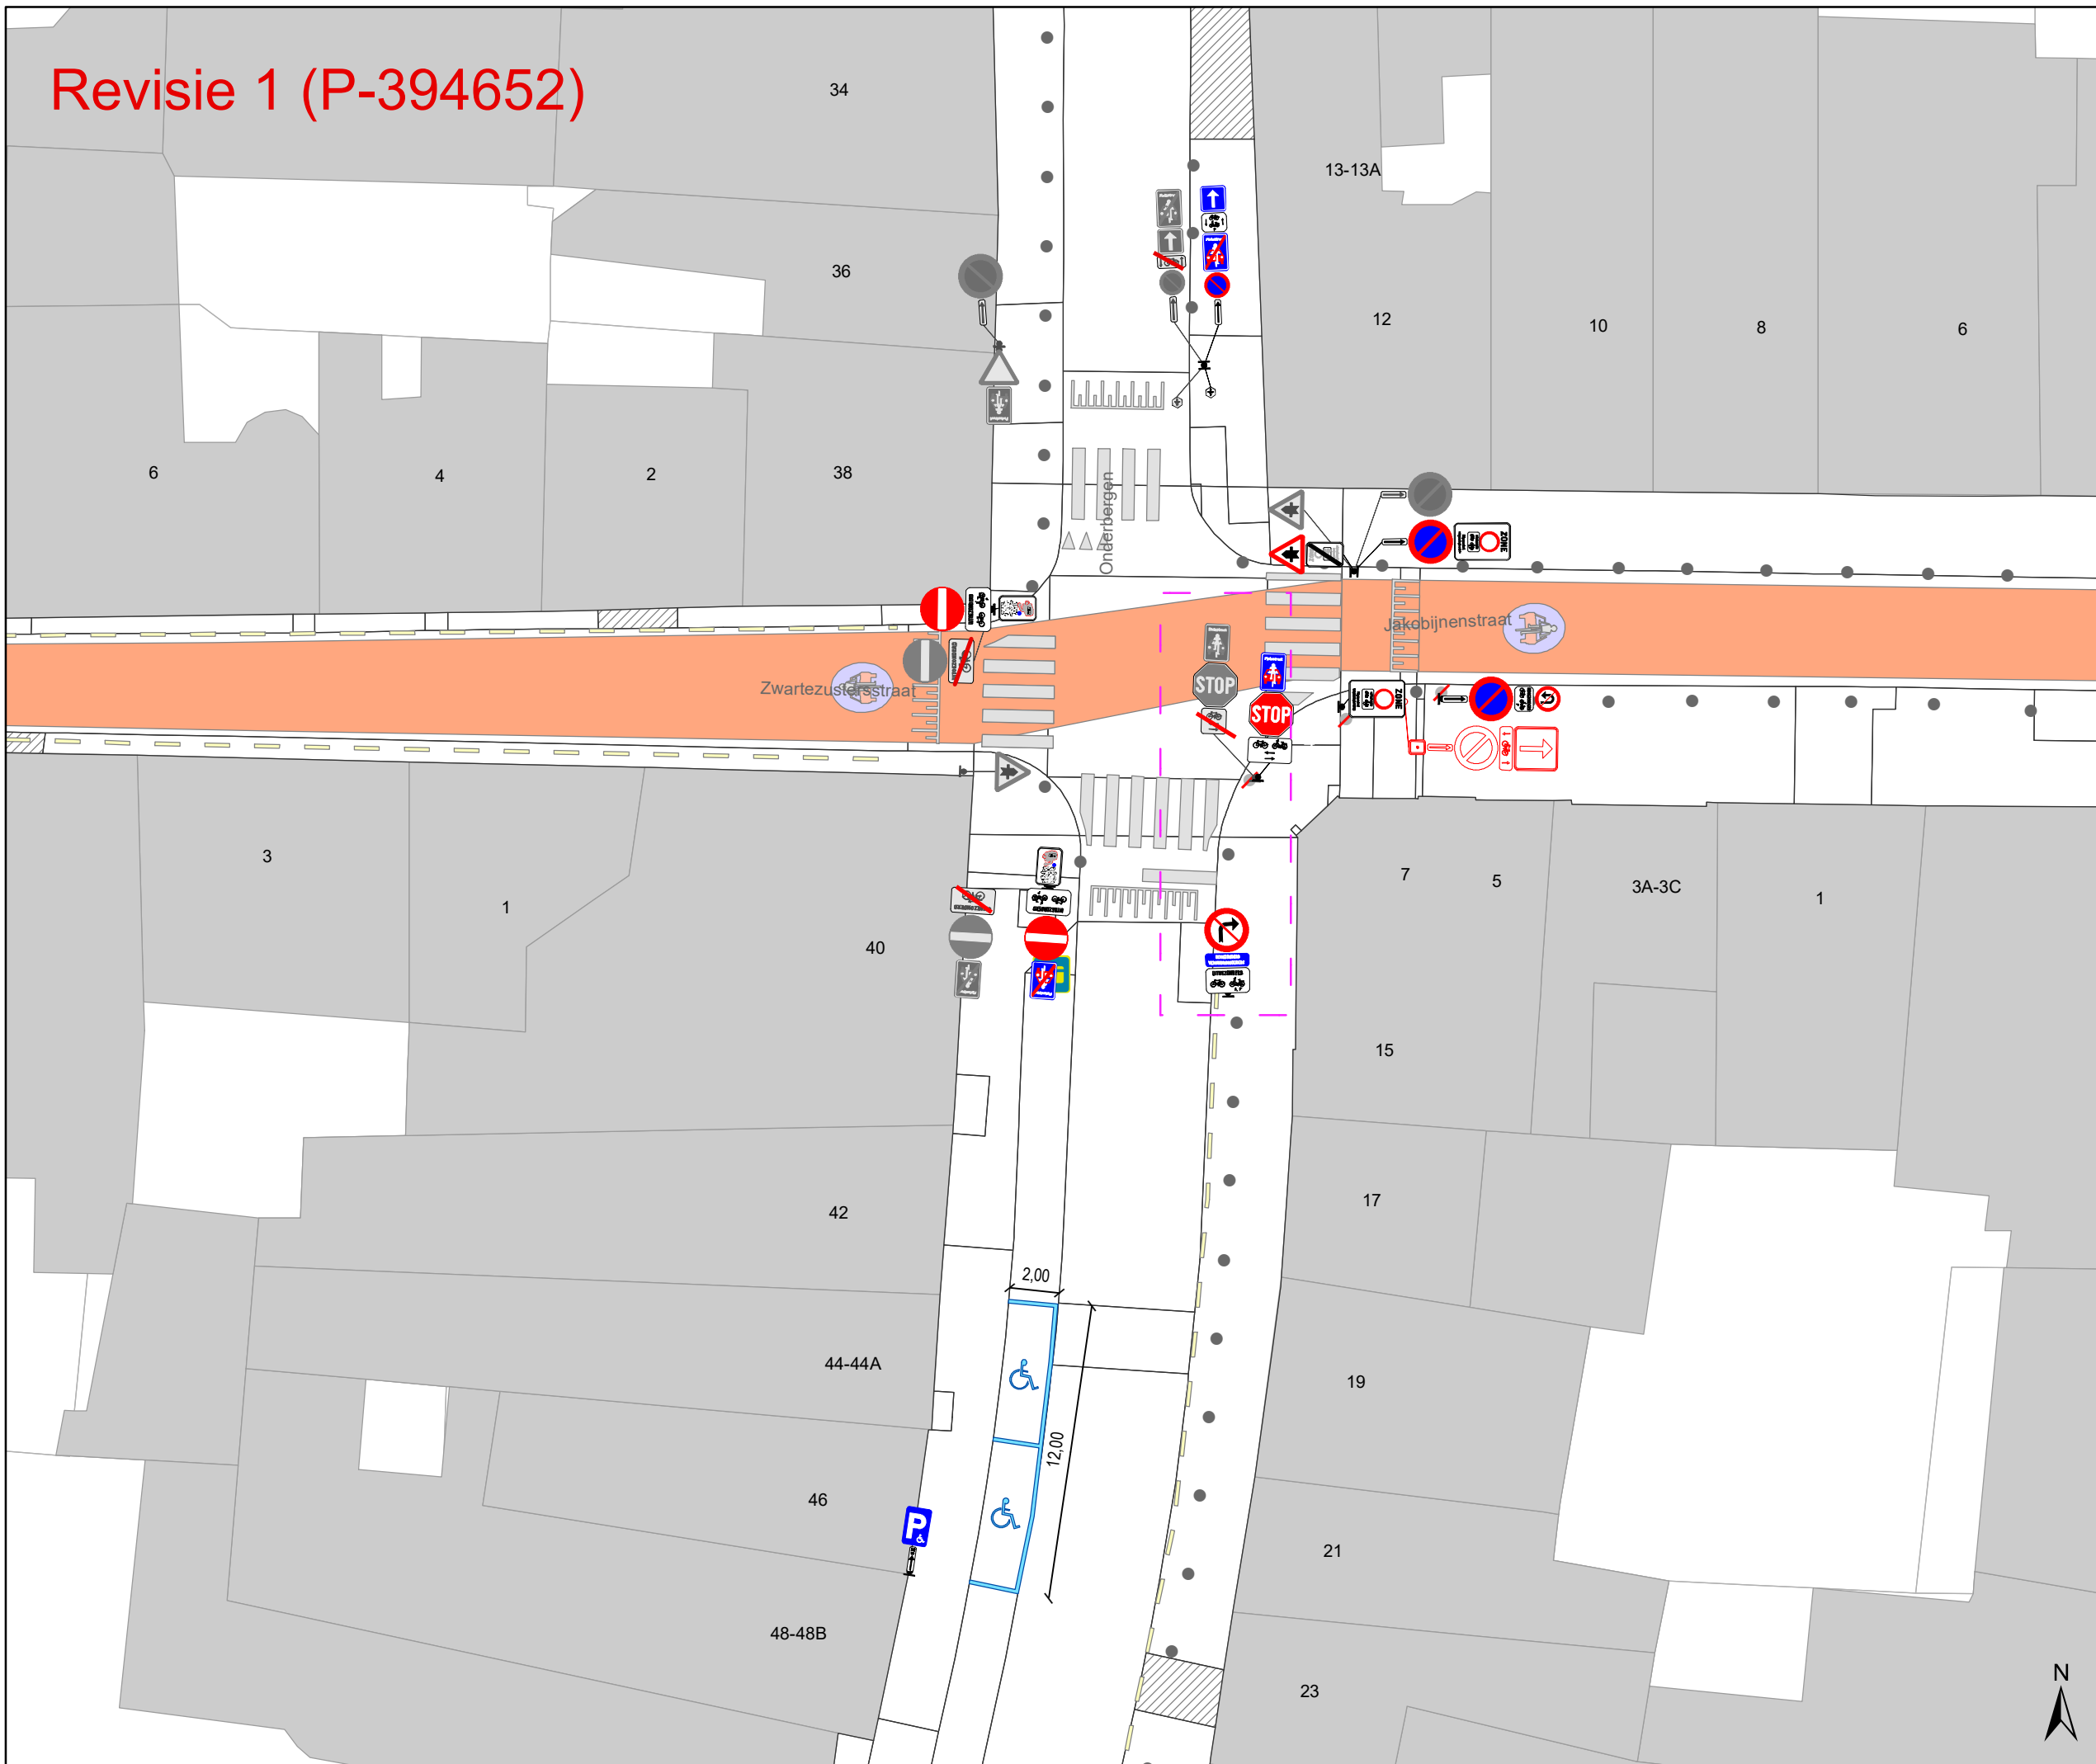 Revisie 1 (P-394652)
34
13-13A
36
12
10
8
6
6
4
2
38
Onderbergen
ZONE
Jakobijnenstraat
Zwartezustersstraat
STOP
STOP
ZONE
3
1
40
7
5
3A-3C
1
15
42
17
2,00
44-44A
19
12,00
46
P
21
48-48B
23
N